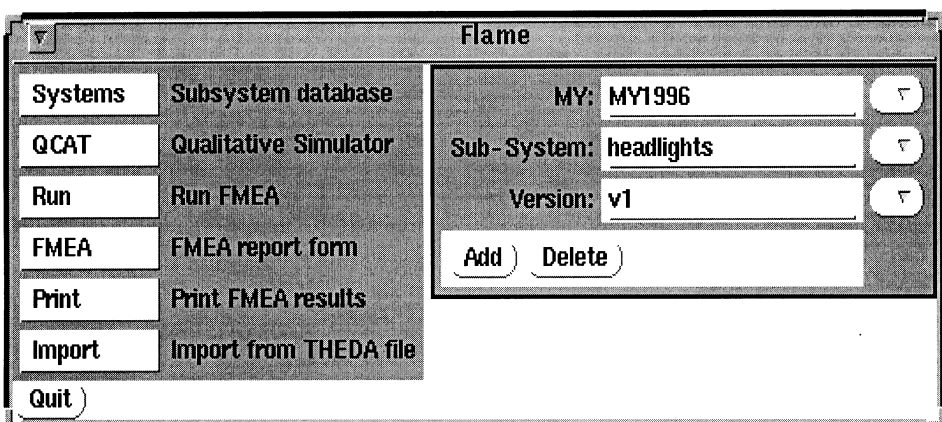 Flame
Systems Subsystem database
QCAT Qualitative Simulator
Run Run FMEA
FMEA FMEA report form
Print Print FMEA results
Import Import from THEDA file
Quit
MY: MY1996
Sub-System: headlights
Version: v1
Add Delete